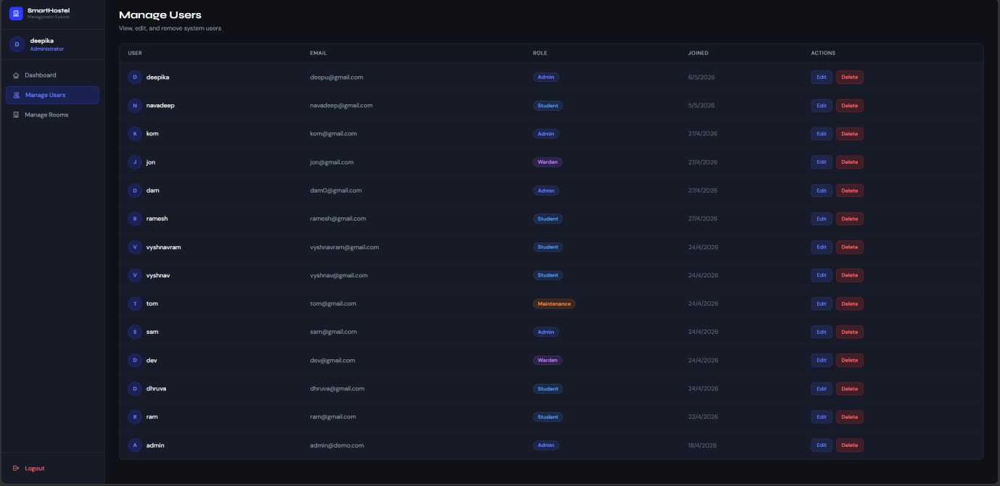 SmartHostel
Management System
D deepika
Administrator
Dashboard
Manage Users
Manage Rooms
Logout
Manage Users
View, edit, and remove system users
USER EMAIL ROLE JOINED ACTIONS
D deepika deepu@gmail.com Admin 6/5/2026 Edit Delete
N navadeep navadeep@gmail.com Student 5/5/2026 Edit Delete
K kom kom@gmail.com Admin 27/4/2026 Edit Delete
J jon jon@gmail.com Warden 27/4/2026 Edit Delete
D dam dam0@gmail.com Admin 27/4/2026 Edit Delete
R ramesh ramesh@gmail.com Student 27/4/2026 Edit Delete
V vyshnavram vyshnavram@gmail.com Student 24/4/2026 Edit Delete
V vyshnav vyshnav@gmail.com Student 24/4/2026 Edit Delete
T tom tom@gmail.com Maintenance 24/4/2026 Edit Delete
S sam sam@gmail.com Admin 24/4/2026 Edit Delete
D dev dev@gmail.com Warden 24/4/2026 Edit Delete
D dhruva dhruva@gmail.com Student 24/4/2026 Edit Delete
R ram ram@gmail.com Student 22/4/2026 Edit Delete
A admin admin@demo.com Admin 18/4/2026 Edit Delete